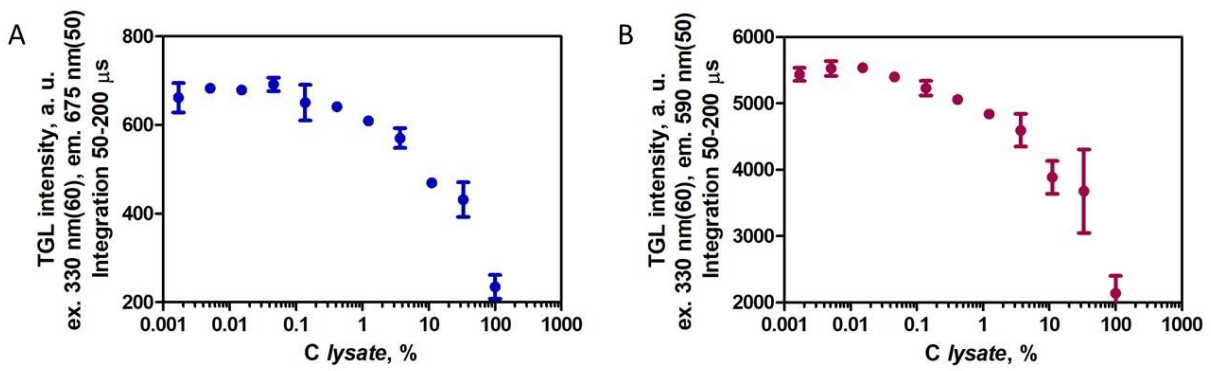 A
TGL intensity, a. u.
ex. 330 nm(60), em. 675 nm(50)
Integration 50-200 μs
800
600
400
200
0.001 0.01 0.1 1 10 100 1000
C lysate, %
B
TGL intensity, a. u.
ex. 330 nm(60), em. 590 nm(50)
Integration 50-200 μs
6000
5000
4000
3000
2000
0.001 0.01 0.1 1 10 100 1000
C lysate, %